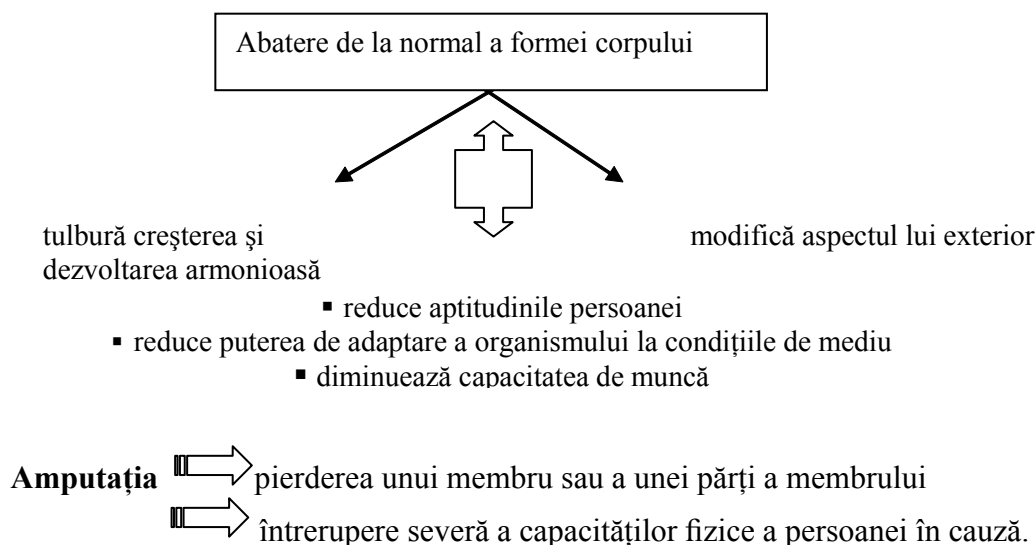 Abatere de la normal a formei corpului
tulbură creşterea şi
dezvoltarea armonioasă
modifică aspectul lui exterior
▪ reduce aptitudinile persoanei
▪ reduce puterea de adaptare a organismului la condițiile de mediu
▪ diminuează capacitatea de muncă
Amputația pierderea unui membru sau a unei părți a membrului
întrerupere severă a capacităților fizice a persoanei în cauză.